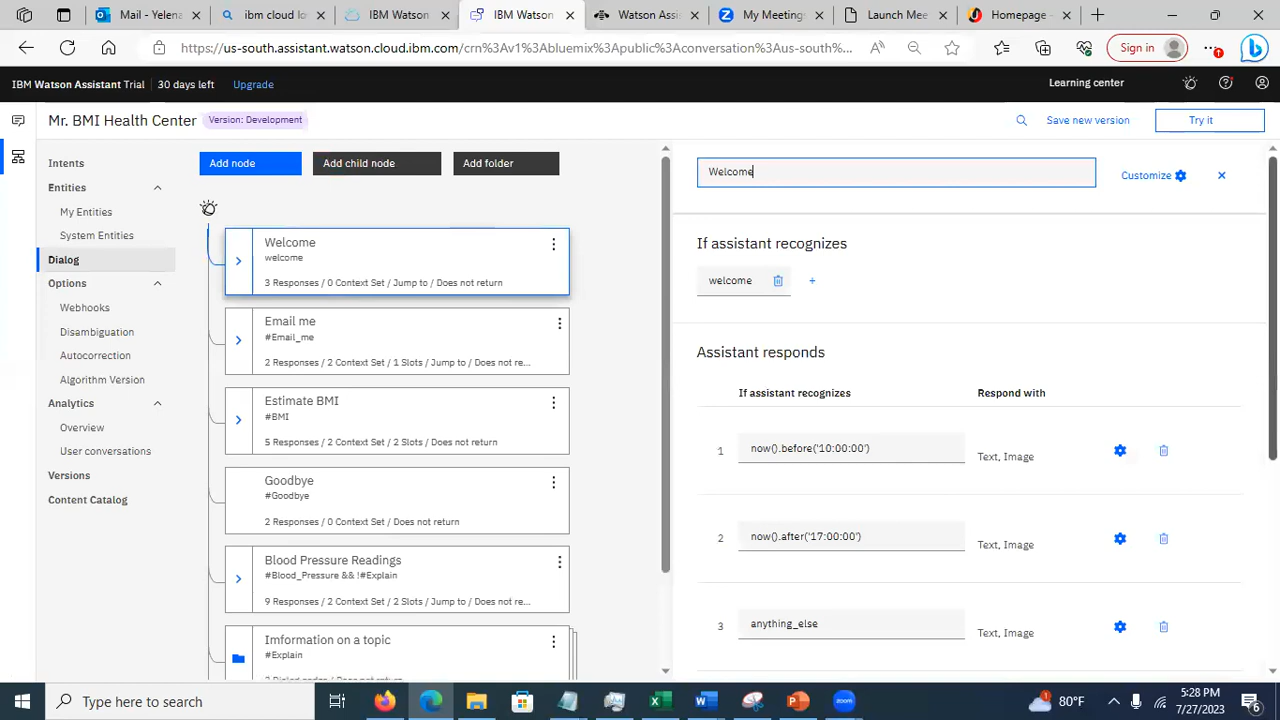 Mail - Yelena
ibm cloud lo
IBM Watson
IBM Watson
Watson Assi
My Meetings
Launch Mee
Homepage -
https://us-south.assistant.watson.cloud.ibm.com/crn%3Av1%3Abluemix%3Apublic%3Aconversation%3Aus-south%...
Sign in
IBM Watson Assistant Trial 30 days left Upgrade
Learning center
Mr. BMI Health Center Version: Development
Save new version Try it
Intents
Entities
My Entities
System Entities
Dialog
Options
Webhooks
Disambiguation
Autocorrection
Algorithm Version
Analytics
Overview
User conversations
Versions
Content Catalog
Add node Add child node Add folder
Welcome
welcome
3 Responses / 0 Context Set / Jump to / Does not return
Email me
#Email_me
2 Responses / 2 Context Set / 1 Slots / Jump to / Does not re...
Estimate BMI
#BMI
5 Responses / 2 Context Set / 2 Slots / Does not return
Goodbye
#Goodbye
2 Responses / 0 Context Set / Does not return
Blood Pressure Readings
#Blood_Pressure && !#Explain
9 Responses / 2 Context Set / 2 Slots / Jump to / Does not re...
Imformation on a topic
#Explain
Welcome
Customize
If assistant recognizes
welcome +
Assistant responds
If assistant recognizes Respond with
1 now().before('10:00:00') Text, Image
2 now().after('17:00:00') Text, Image
3 anything_else Text, Image
Type here to search
80°F
5:28 PM
7/27/2023
6